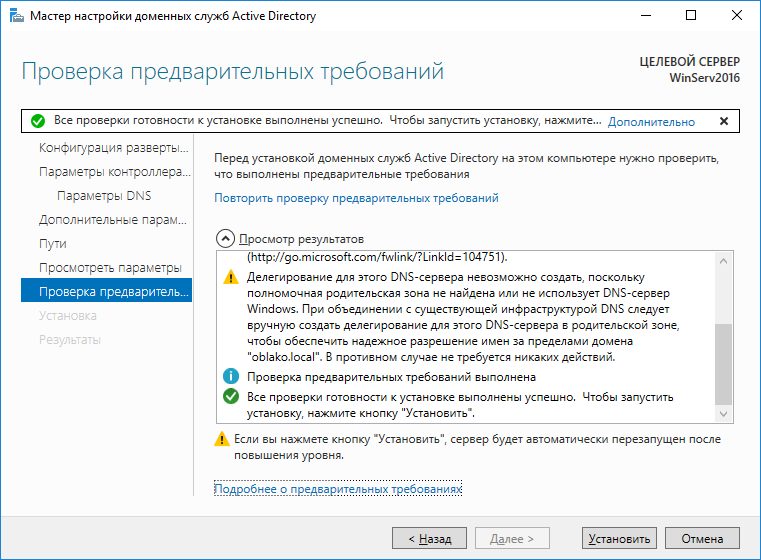 Мастер настройки доменных служб Active Directory
Проверка предварительных требований
ЦЕЛЕВОЙ СЕРВЕР
WinServ2016
Все проверки готовности к установке выполнены успешно. Чтобы запустить установку, нажмите... Дополнительно
Конфигурация разверты...
Параметры контроллера...
Параметры DNS
Дополнительные парам...
Пути
Просмотреть параметры
Проверка предваритель...
Установка
Результаты
Перед установкой доменных служб Active Directory на этом компьютере нужно проверить,
что выполнены предварительные требования
Повторить проверку предварительных требований
Просмотр результатов
(http://go.microsoft.com/fwlink/?LinkId=104751).
Делегирование для этого DNS-сервера невозможно создать, поскольку
полномочная родительская зона не найдена или не использует DNS-сервер
Windows. При объединении с существующей инфраструктурой DNS следует
вручную создать делегирование для этого DNS-сервера в родительской зоне,
чтобы обеспечить надежное разрешение имен за пределами домена
"oblako.local". В противном случае не требуется никаких действий.
Проверка предварительных требований выполнена
Все проверки готовности к установке выполнены успешно. Чтобы запустить
установку, нажмите кнопку "Установить".
Если вы нажмете кнопку "Установить", сервер будет автоматически перезапущен после
повышения уровня.
Подробнее о предварительных требованиях
< Назад
Далее >
Установить
Отмена